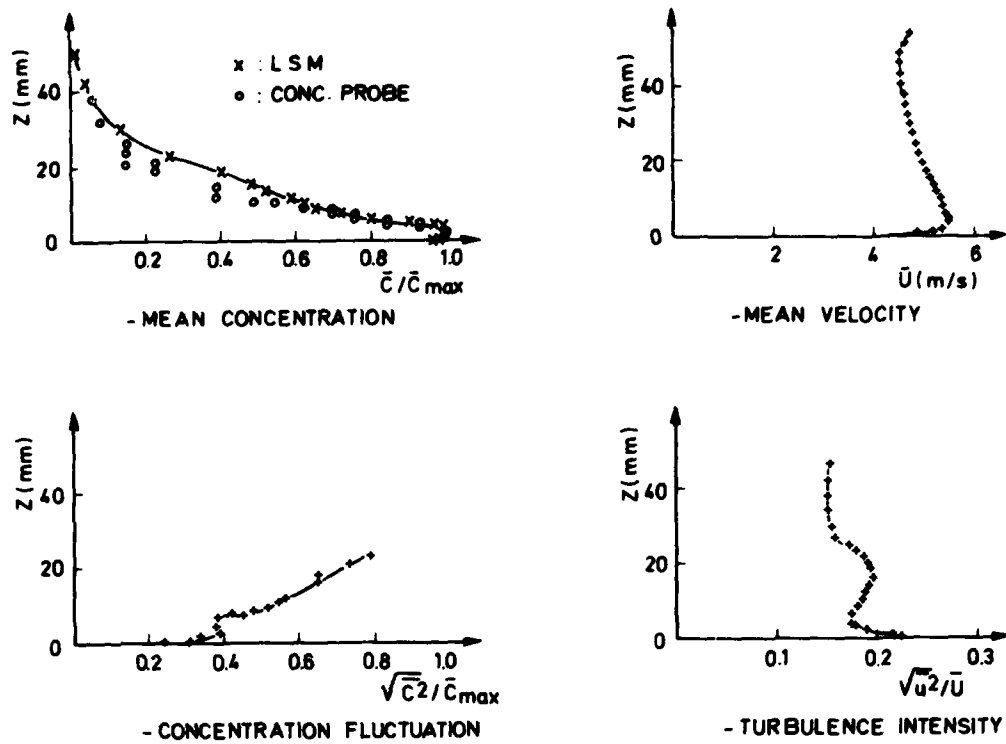 Z (mm)
40
20
0
x : LSM
o : CONC. PROBE
0.2 0.4 0.6 0.8 1.0
C̄/C̄max
- MEAN CONCENTRATION
Z (mm)
40
20
0
2 4 6
Ū (m/s)
- MEAN VELOCITY
Z (mm)
40
20
0
0.2 0.4 0.6 0.8 1.0
√C̄²/C̄max
- CONCENTRATION FLUCTUATION
Z (mm)
40
20
0
0.1 0.2 0.3
√u̅²/Ū
- TURBULENCE INTENSITY